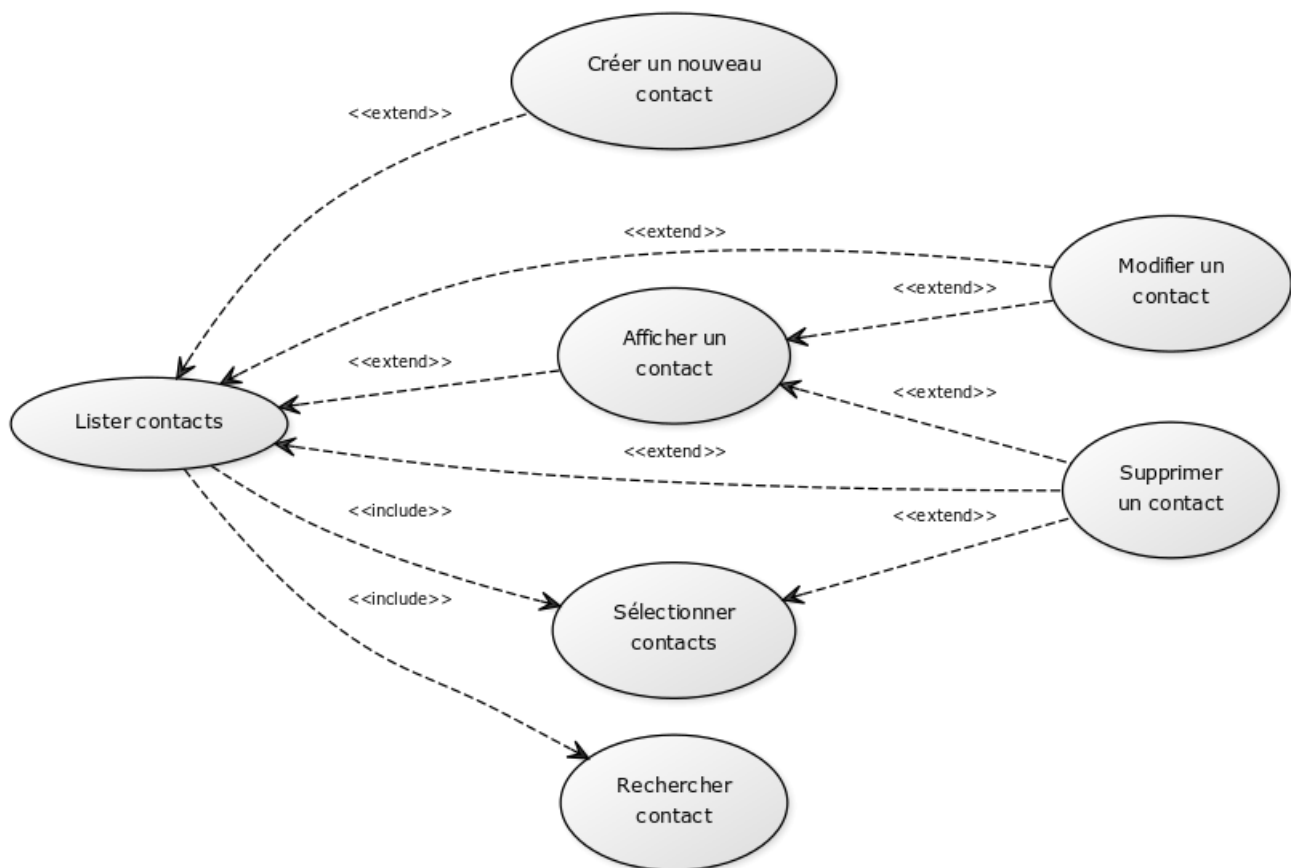 Créer un nouveau
contact
<<extend>>
<<extend>>
Modifier un
contact
<<extend>>
Afficher un
contact
<<extend>>
<<extend>>
Lister contacts
<<extend>>
Supprimer
un contact
<<include>>
<<extend>>
<<include>>
Sélectionner
contacts
Rechercher
contact